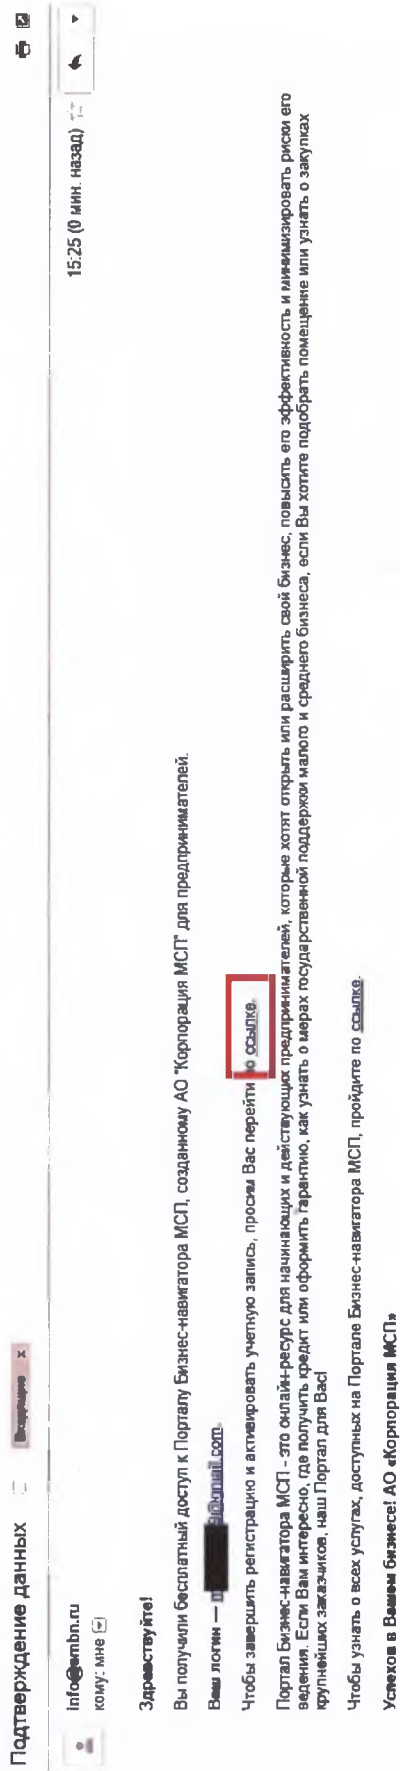 Подтверждение данных
Входящие x
Info@smbn.ru
кому: мне
15:25 (0 мин. назад)
Здравствуйте!
Вы получили бесплатный доступ к Порталу Бизнес-навигатора МСП, созданному АО "Корпорация МСП" для предпринимателей.
Ваш логин — @gmail.com.
Чтобы завершить регистрацию и активировать учетную запись, просим Вас перейти по ссылке.
Портал Бизнес-навигатора МСП – это онлайн-ресурс для начинающих и действующих предпринимателей, которые хотят открыть или расширить свой бизнес, повысить его эффективность и минимизировать риски его
ведения. Если Вам интересно, где получить кредит или оформить гарантию, как узнать о мерах государственной поддержки малого и среднего бизнеса, если Вы хотите подобрать помещение или узнать о закупках
крупнейших заказчиков, наш Портал для Вас!
Чтобы узнать о всех услугах, доступных на Портале Бизнес-навигатора МСП, пройдите по ссылке.
Успехов в Вашем бизнесе! АО «Корпорация МСП»